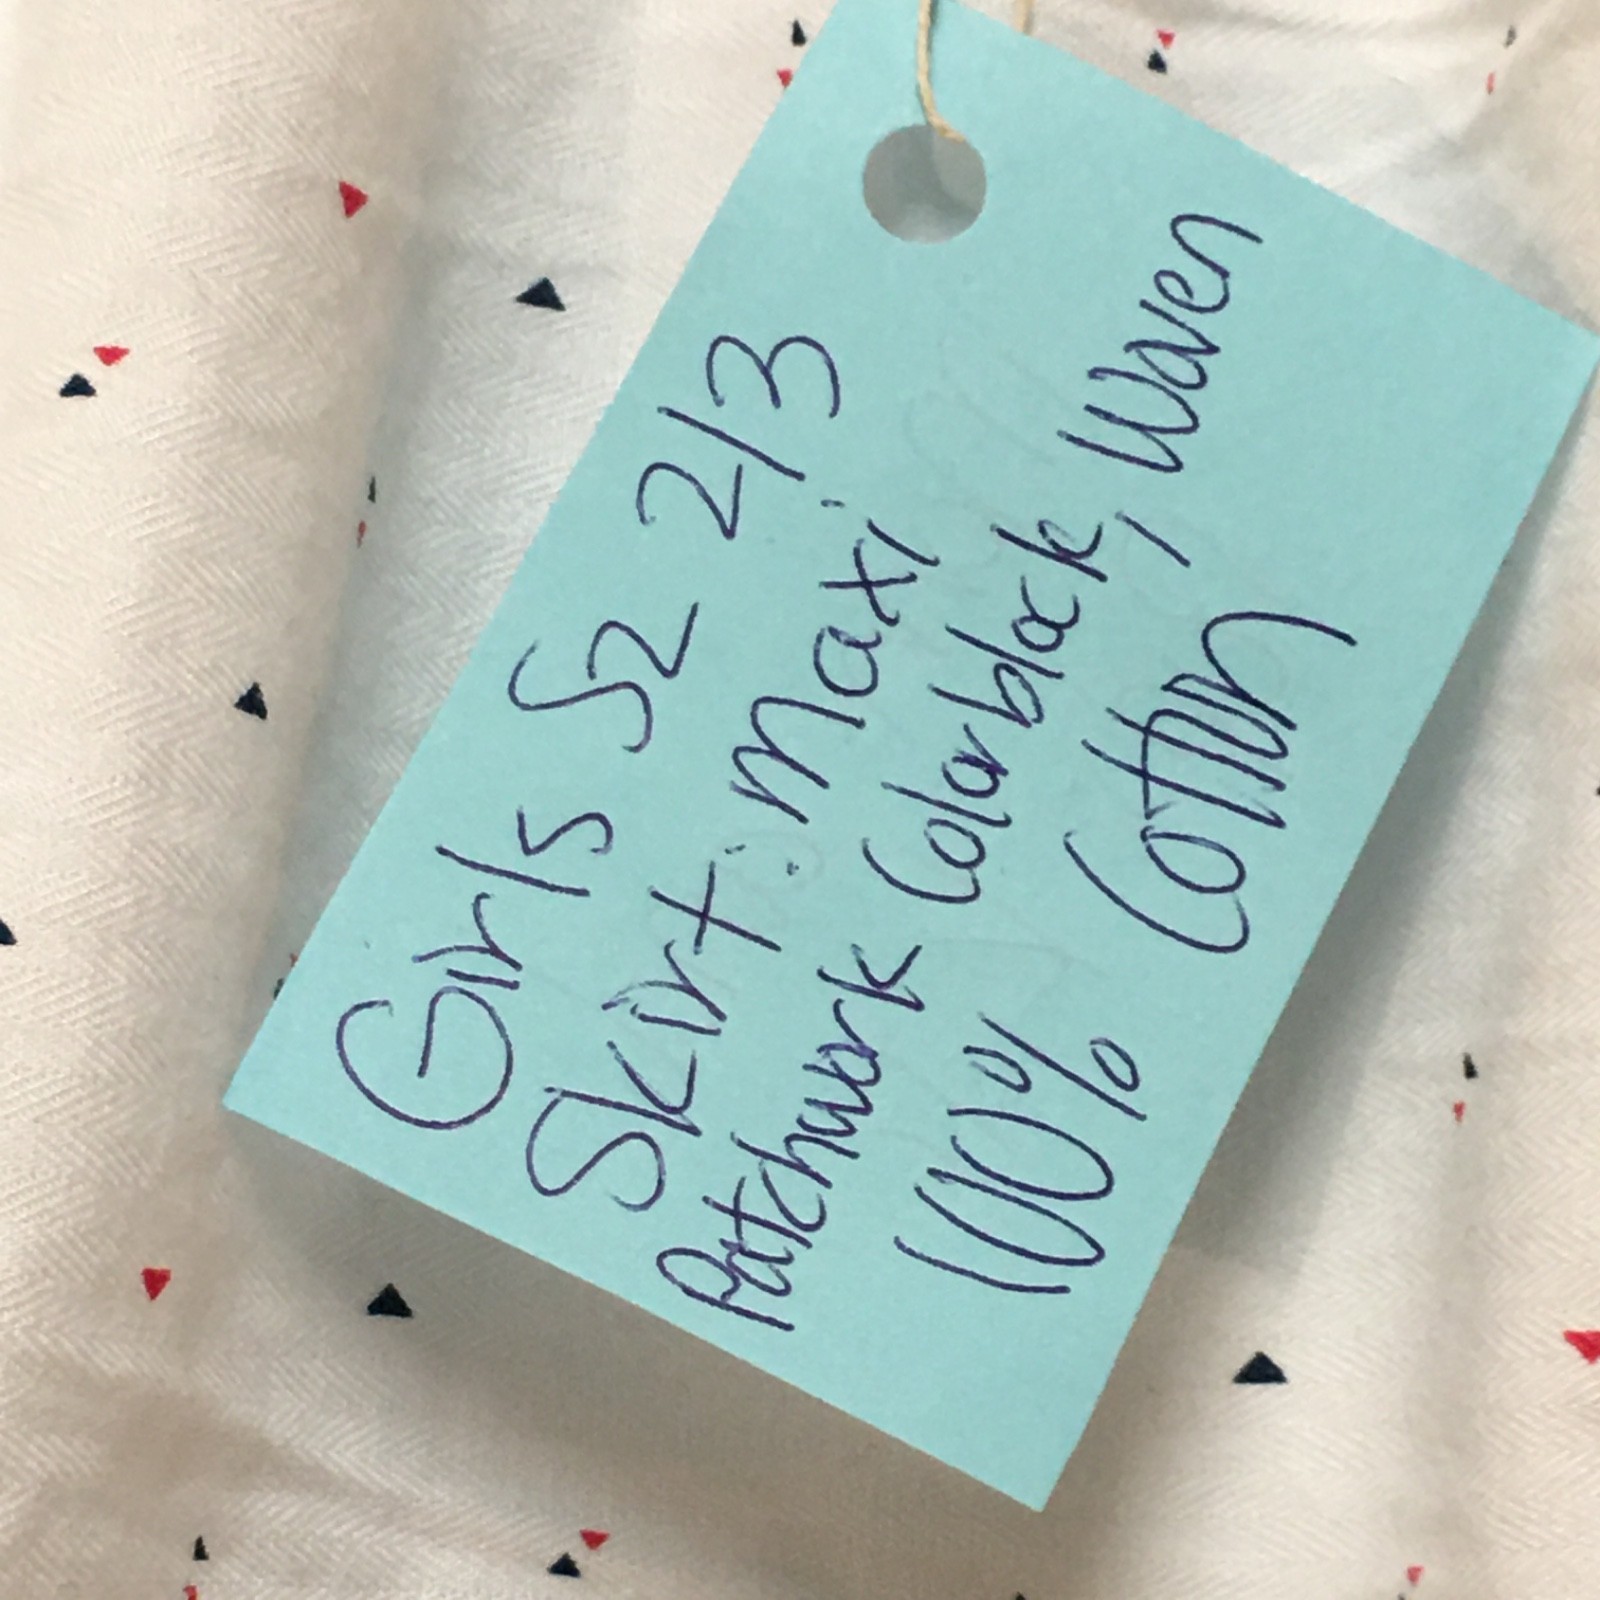 Girls Sz 2/3
Skirt: Maxi
Patchwork Colorblock, Woven
100% Cotton